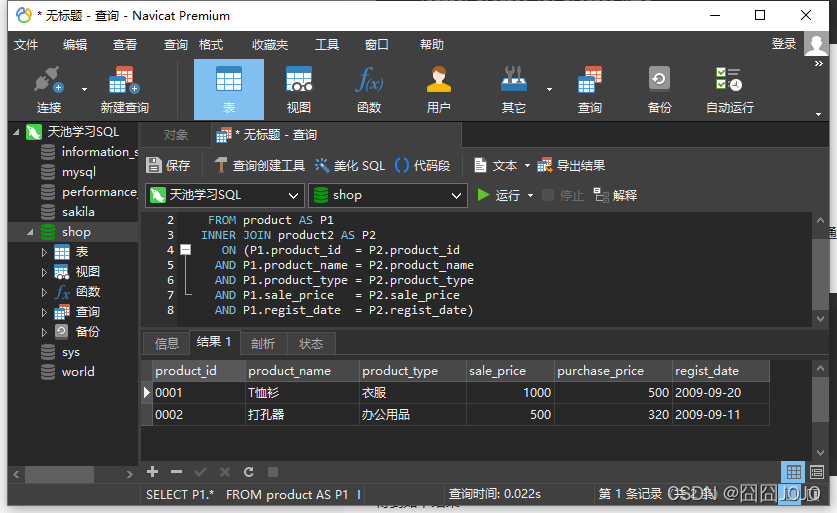 * 无标题 - 查询 - Navicat Premium
文件 编辑 查看 查询 格式 收藏夹 工具 窗口 帮助 登录
连接 新建查询 表 视图 函数 用户 其它 查询 备份 自动运行
天池学习SQL
information_s
mysql
performance_
sakila
shop
表
视图
函数
查询
备份
sys
world
对象 * 无标题 - 查询
保存 查询创建工具 美化 SQL 代码段 文本 导出结果
天池学习SQL shop 运行 停止 解释
2 FROM product AS P1
3 INNER JOIN product2 AS P2
4 ON (P1.product_id = P2.product_id
5 AND P1.product_name = P2.product_name
6 AND P1.product_type = P2.product_type
7 AND P1.sale_price = P2.sale_price
8 AND P1.regist_date = P2.regist_date)
信息 结果 1 剖析 状态
product_id product_name product_type sale_price purchase_price regist_date
0001 T恤衫 衣服 1000 500 2009-09-20
0002 打孔器 办公用品 500 320 2009-09-11
SELECT P1.* FROM product AS P1 I 查询时间: 0.022s 第 1 条记录
CSDN @囧囧JOJO
通